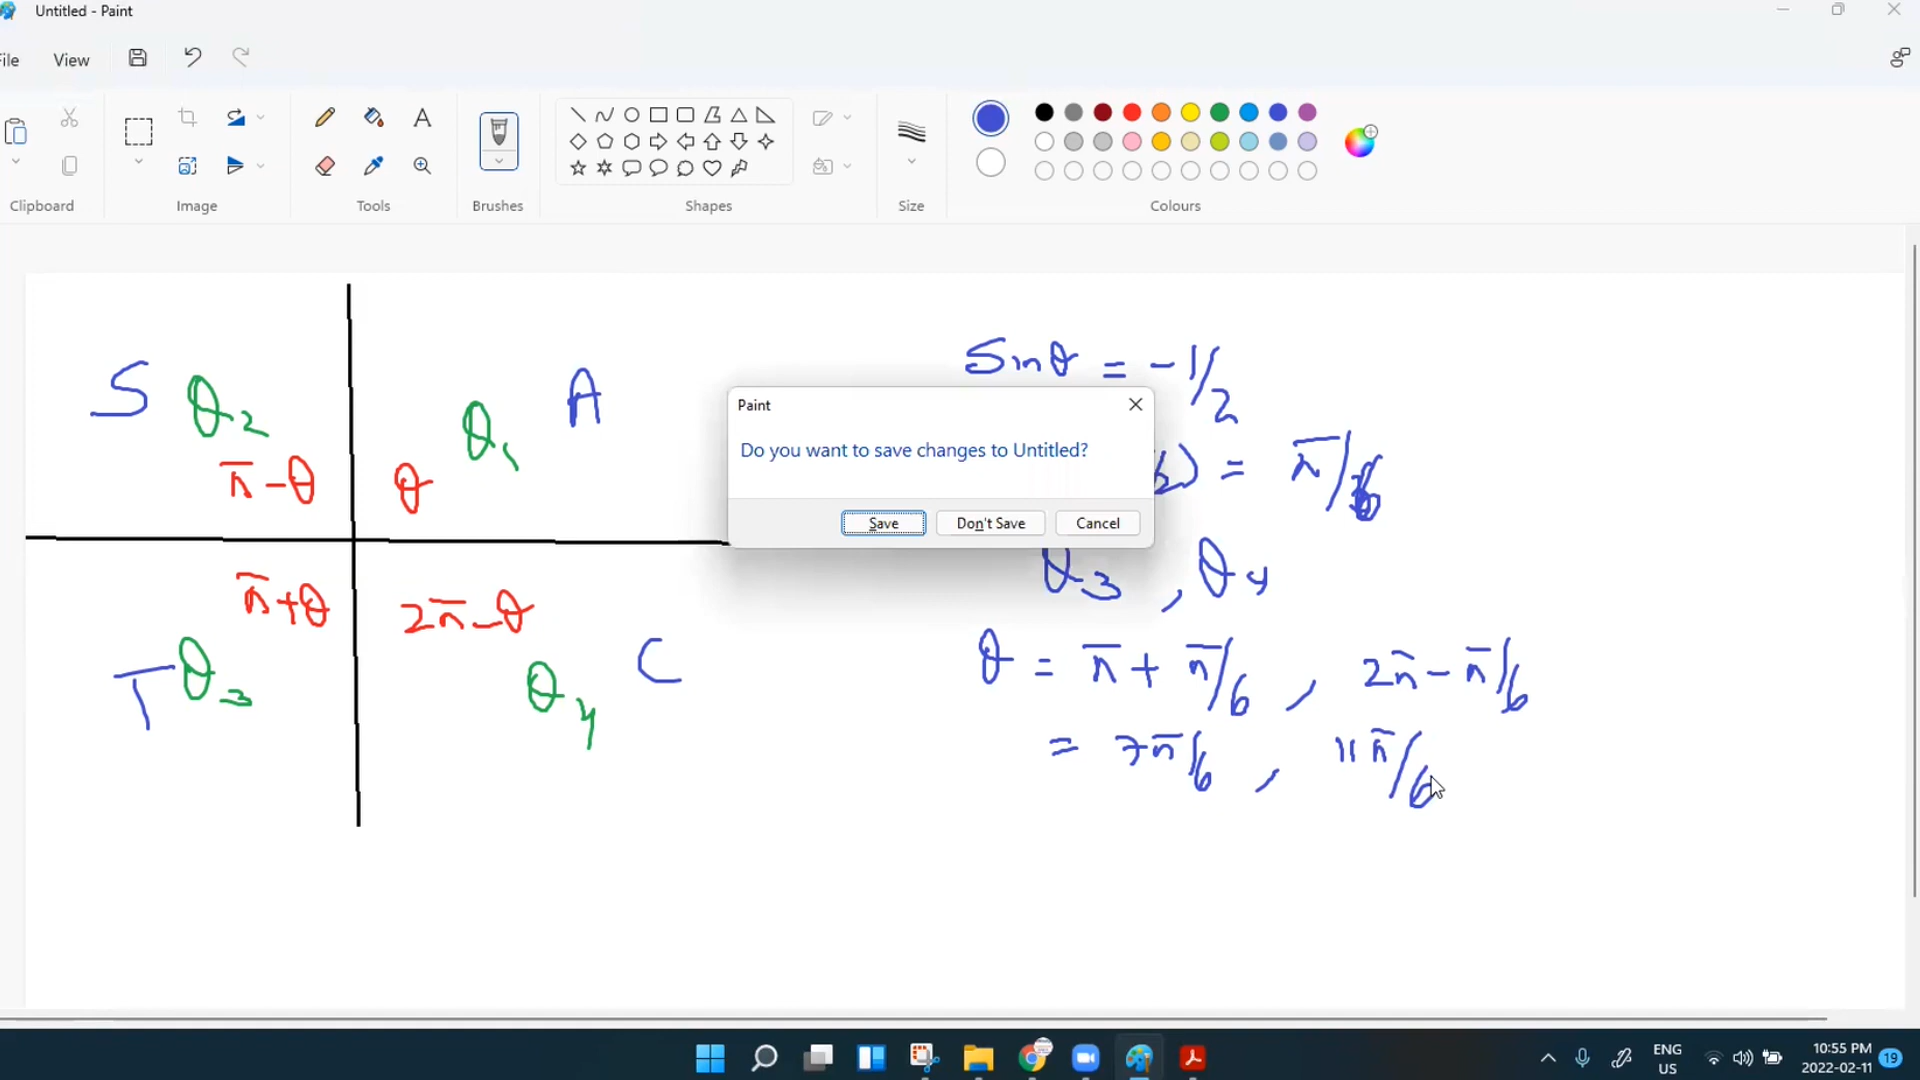 Untitled - Paint
File View
Clipboard Image Tools Brushes Shapes Size Colours
A
S θ2 θ1 A
π-θ θ
π+θ 2π-θ
T θ3 θ4 C
Sinθ = -1/2
Paint
Do you want to save changes to Untitled?
Save Don't Save Cancel
) = π/6
θ3 , θ4
θ = π + π/6 , 2π - π/6
= 7π/6 , 11π/6
ENG
US
10:55 PM
2022-02-11
19